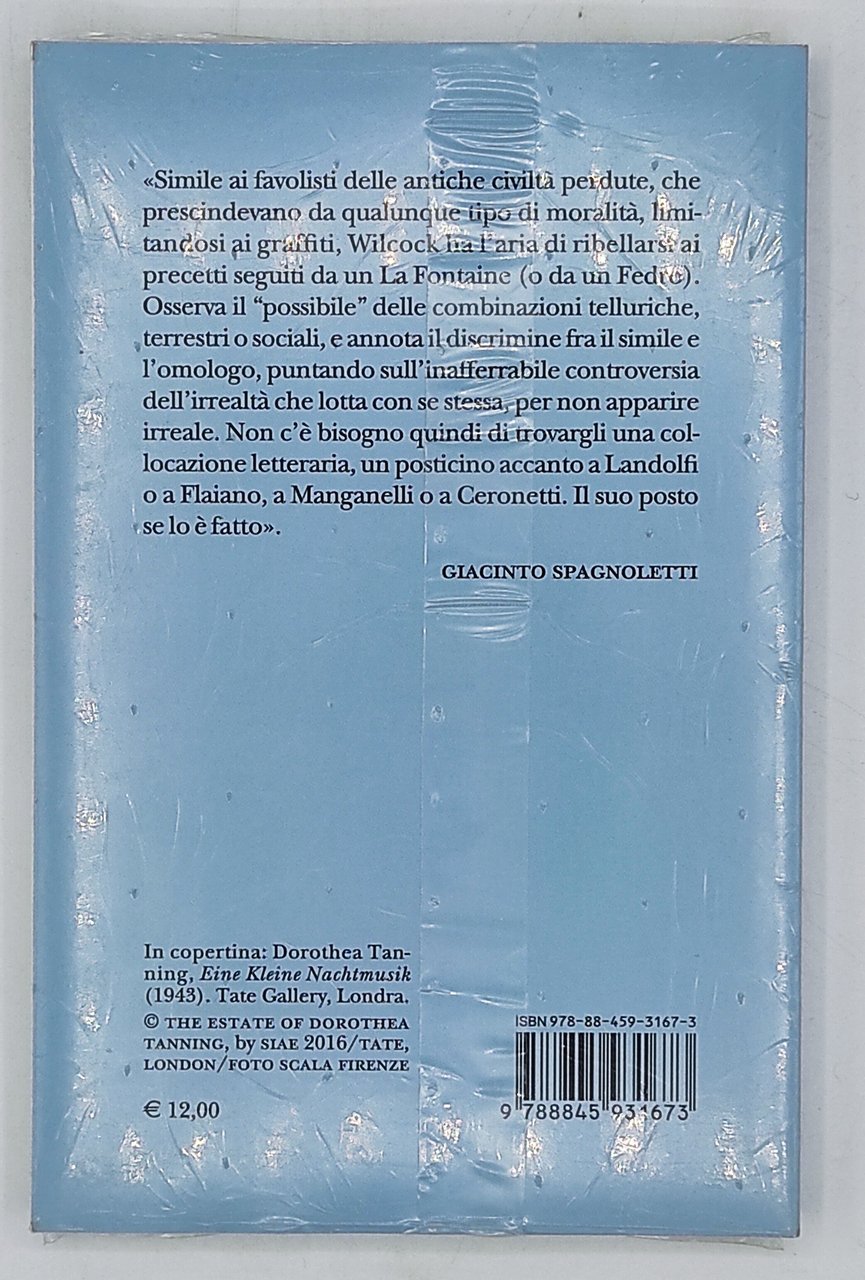 «Simile ai favolisti delle antiche civiltà perdute, che
prescindevano da qualunque tipo di moralità, limi-
tandosi ai graffiti, Wilcock ha l'aria di ribellarsi ai
precetti seguiti da un La Fontaine (o da un Fedro).
Osserva il “possibile” delle combinazioni telluriche,
terrestri o sociali, e annota il discrimine fra il simile e
l'omologo, puntando sull'inafferrabile controversia
dell'irrealtà che lotta con se stessa, per non apparire
irreale. Non c'è bisogno quindi di trovargli una col-
locazione letteraria, un posticino accanto a Landolfi
o a Flaiano, a Manganelli o a Ceronetti. Il suo posto
se lo è fatto».
GIACINTO SPAGNOLETTI
In copertina: Dorothea Tan-
ning, Eine Kleine Nachtmusik
(1943). Tate Gallery, Londra.
© THE ESTATE OF DOROTHEA
TANNING, by SIAE 2016/TATE,
LONDON/FOTO SCALA FIRENZE
€ 12,00
ISBN 978-88-459-3167-3
9 788845 931673